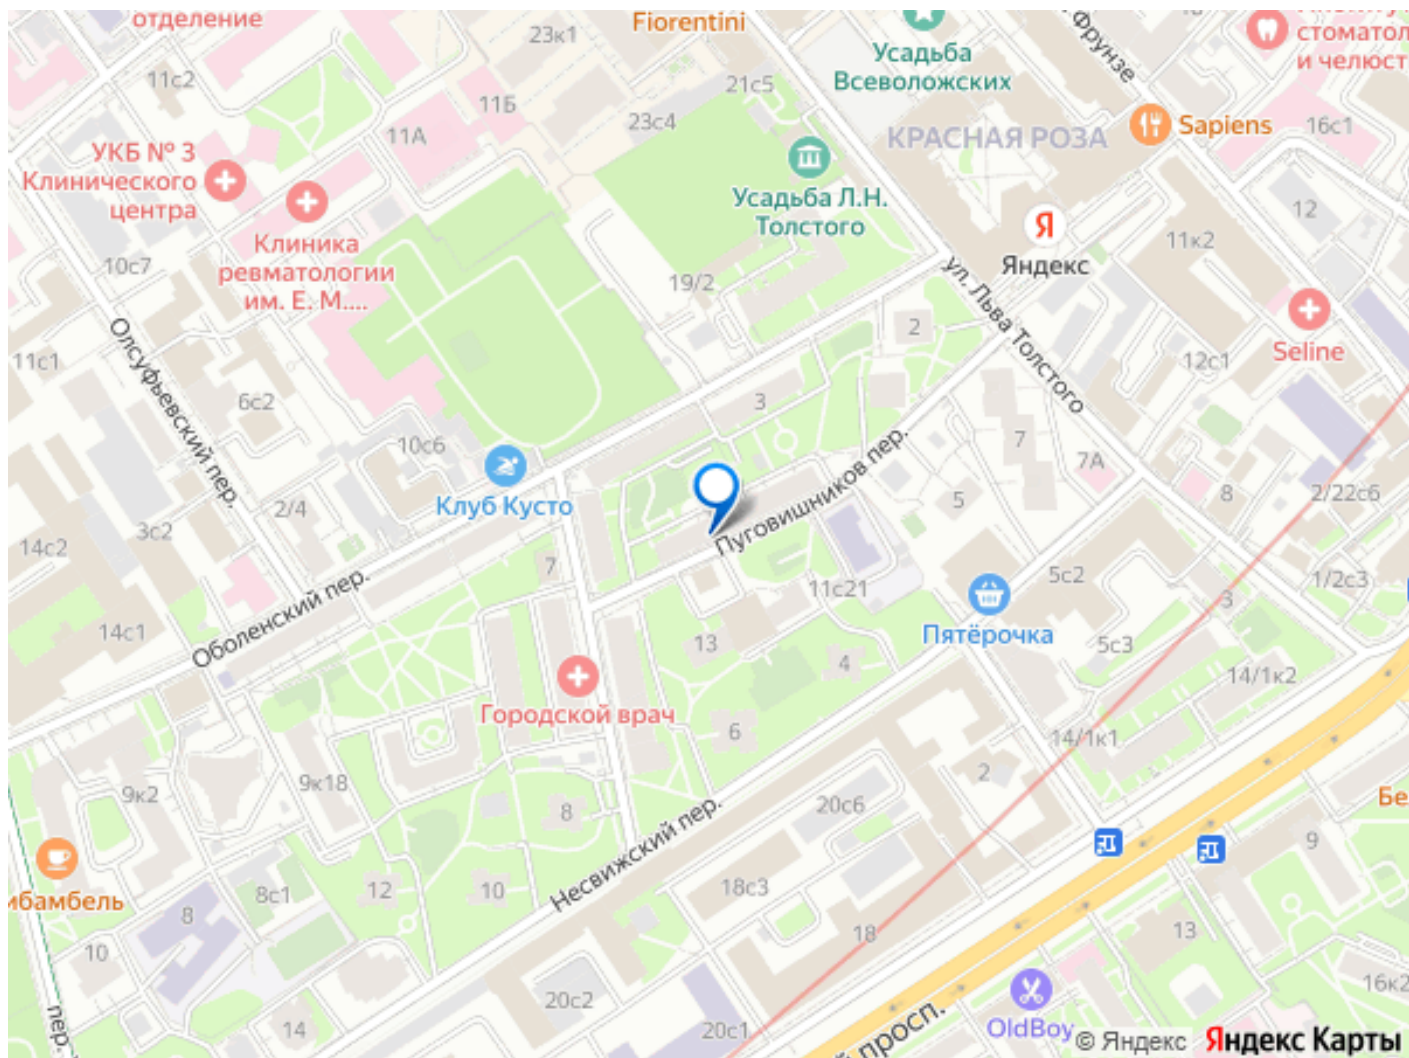 отделение
23к1
Fiorentini
Усадьба
Всеволожских
Фрунзе
стоматол
и челюст
11с2
11Б
21с5
11А
23с4
КРАСНАЯ РОЗА
Sapiens
16с1
УКБ № 3
Клинического
центра
Усадьба Л.Н.
Толстого
Клиника
ревматологии
им. Е. М....
10с7
19/2
Яндекс
11к2
12
ул. Льва Толстого
Seline
12с1
2
11с1
Олсуфьевский пер.
6с2
3
10с6
Клуб Кусто
Пуговишников пер.
7
7А
5
8
2/22с6
2/4
3с2
14с2
7
Оболенский пер.
14с1
11с21
5с2
1/2с3
3
Пятёрочка
13
4
5с3
14/1к2
Городской врач
6
14/1к1
2
9к2
9к18
8
Несвижский пер.
20с6
Бе
9
ибамбель
8с1
12
10
18с3
8
18
13
10
16к2
14
20с2
20с1
й просп.
OldBoy
пер.
© Яндекс
Яндекс Карты